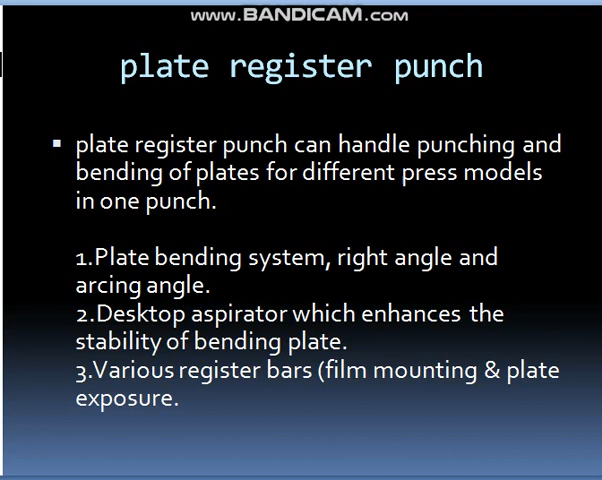 www.BANDICAM.com
plate register punch
▪ plate register punch can handle punching and
bending of plates for different press models
in one punch.
1.Plate bending system, right angle and
arcing angle.
2.Desktop aspirator which enhances the
stability of bending plate.
3.Various register bars (film mounting & plate
exposure.